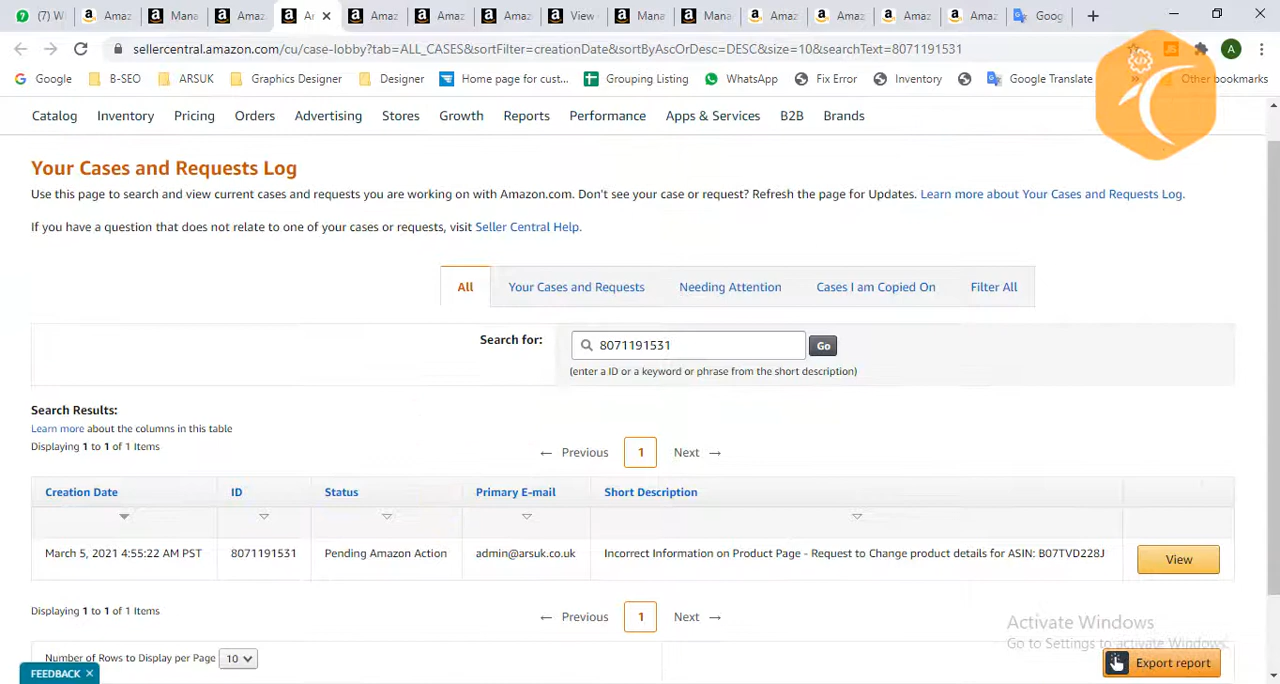 (7) W
Amaz
Mana
Amaz
Ar
Amaz
Amaz
Amaz
View
Mana
Mana
Amaz
Amaz
Amaz
Amaz
Goog
sellercentral.amazon.com/cu/case-lobby?tab=ALL_CASES&sortFilter=creationDate&sortByAscOrDesc=DESC&size=10&searchText=8071191531
A
Google B-SEO ARSUK Graphics Designer Designer Home page for cust... Grouping Listing WhatsApp Fix Error Inventory Google Translate » Other bookmarks
Catalog Inventory Pricing Orders Advertising Stores Growth Reports Performance Apps & Services B2B Brands
Your Cases and Requests Log
Use this page to search and view current cases and requests you are working on with Amazon.com. Don't see your case or request? Refresh the page for Updates. Learn more about Your Cases and Requests Log.
If you have a question that does not relate to one of your cases or requests, visit Seller Central Help.
All Your Cases and Requests Needing Attention Cases I am Copied On Filter All
Search for: 8071191531 Go
(enter a ID or a keyword or phrase from the short description)
Search Results:
Learn more about the columns in this table
Displaying 1 to 1 of 1 Items
← Previous 1 Next →
Creation Date ID Status Primary E-mail Short Description
March 5, 2021 4:55:22 AM PST 8071191531 Pending Amazon Action admin@arsuk.co.uk Incorrect Information on Product Page - Request to Change product details for ASIN: B07TVD228J View
Displaying 1 to 1 of 1 Items
← Previous 1 Next →
Activate Windows
Go to Settings to activate Windows.
Number of Rows to Display per Page 10
Export report
FEEDBACK ×